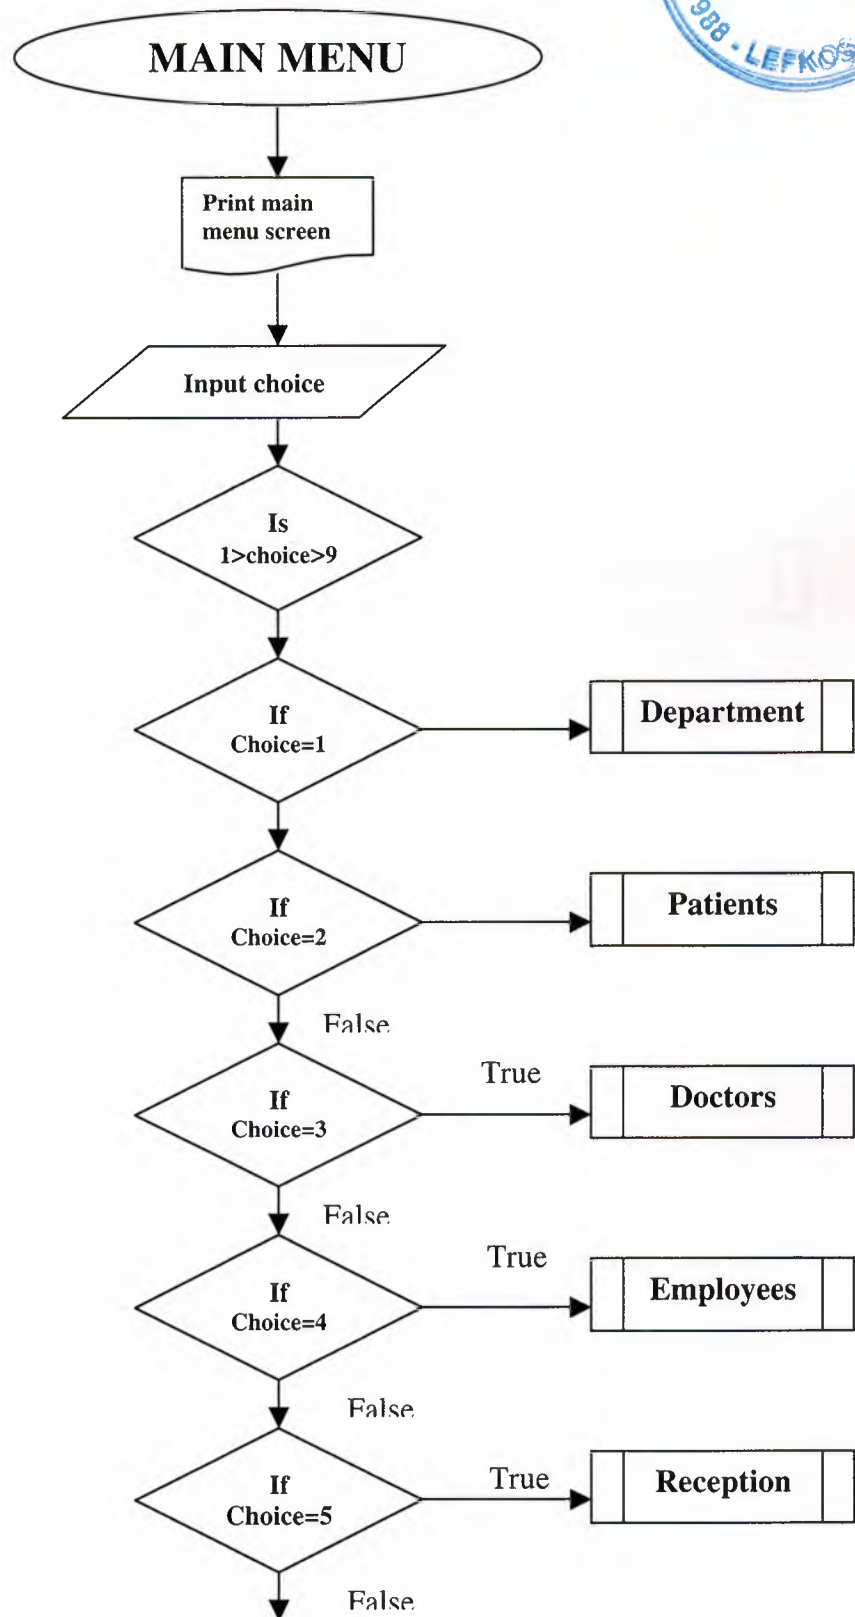 MAIN MENU
988 - LEFKOŞ
Print main
menu screen
Input choice
Is
1>choice>9
If
Choice=1
Department
If
Choice=2
Patients
False
If
Choice=3
True
Doctors
False
If
Choice=4
True
Employees
False
If
Choice=5
True
Reception
False